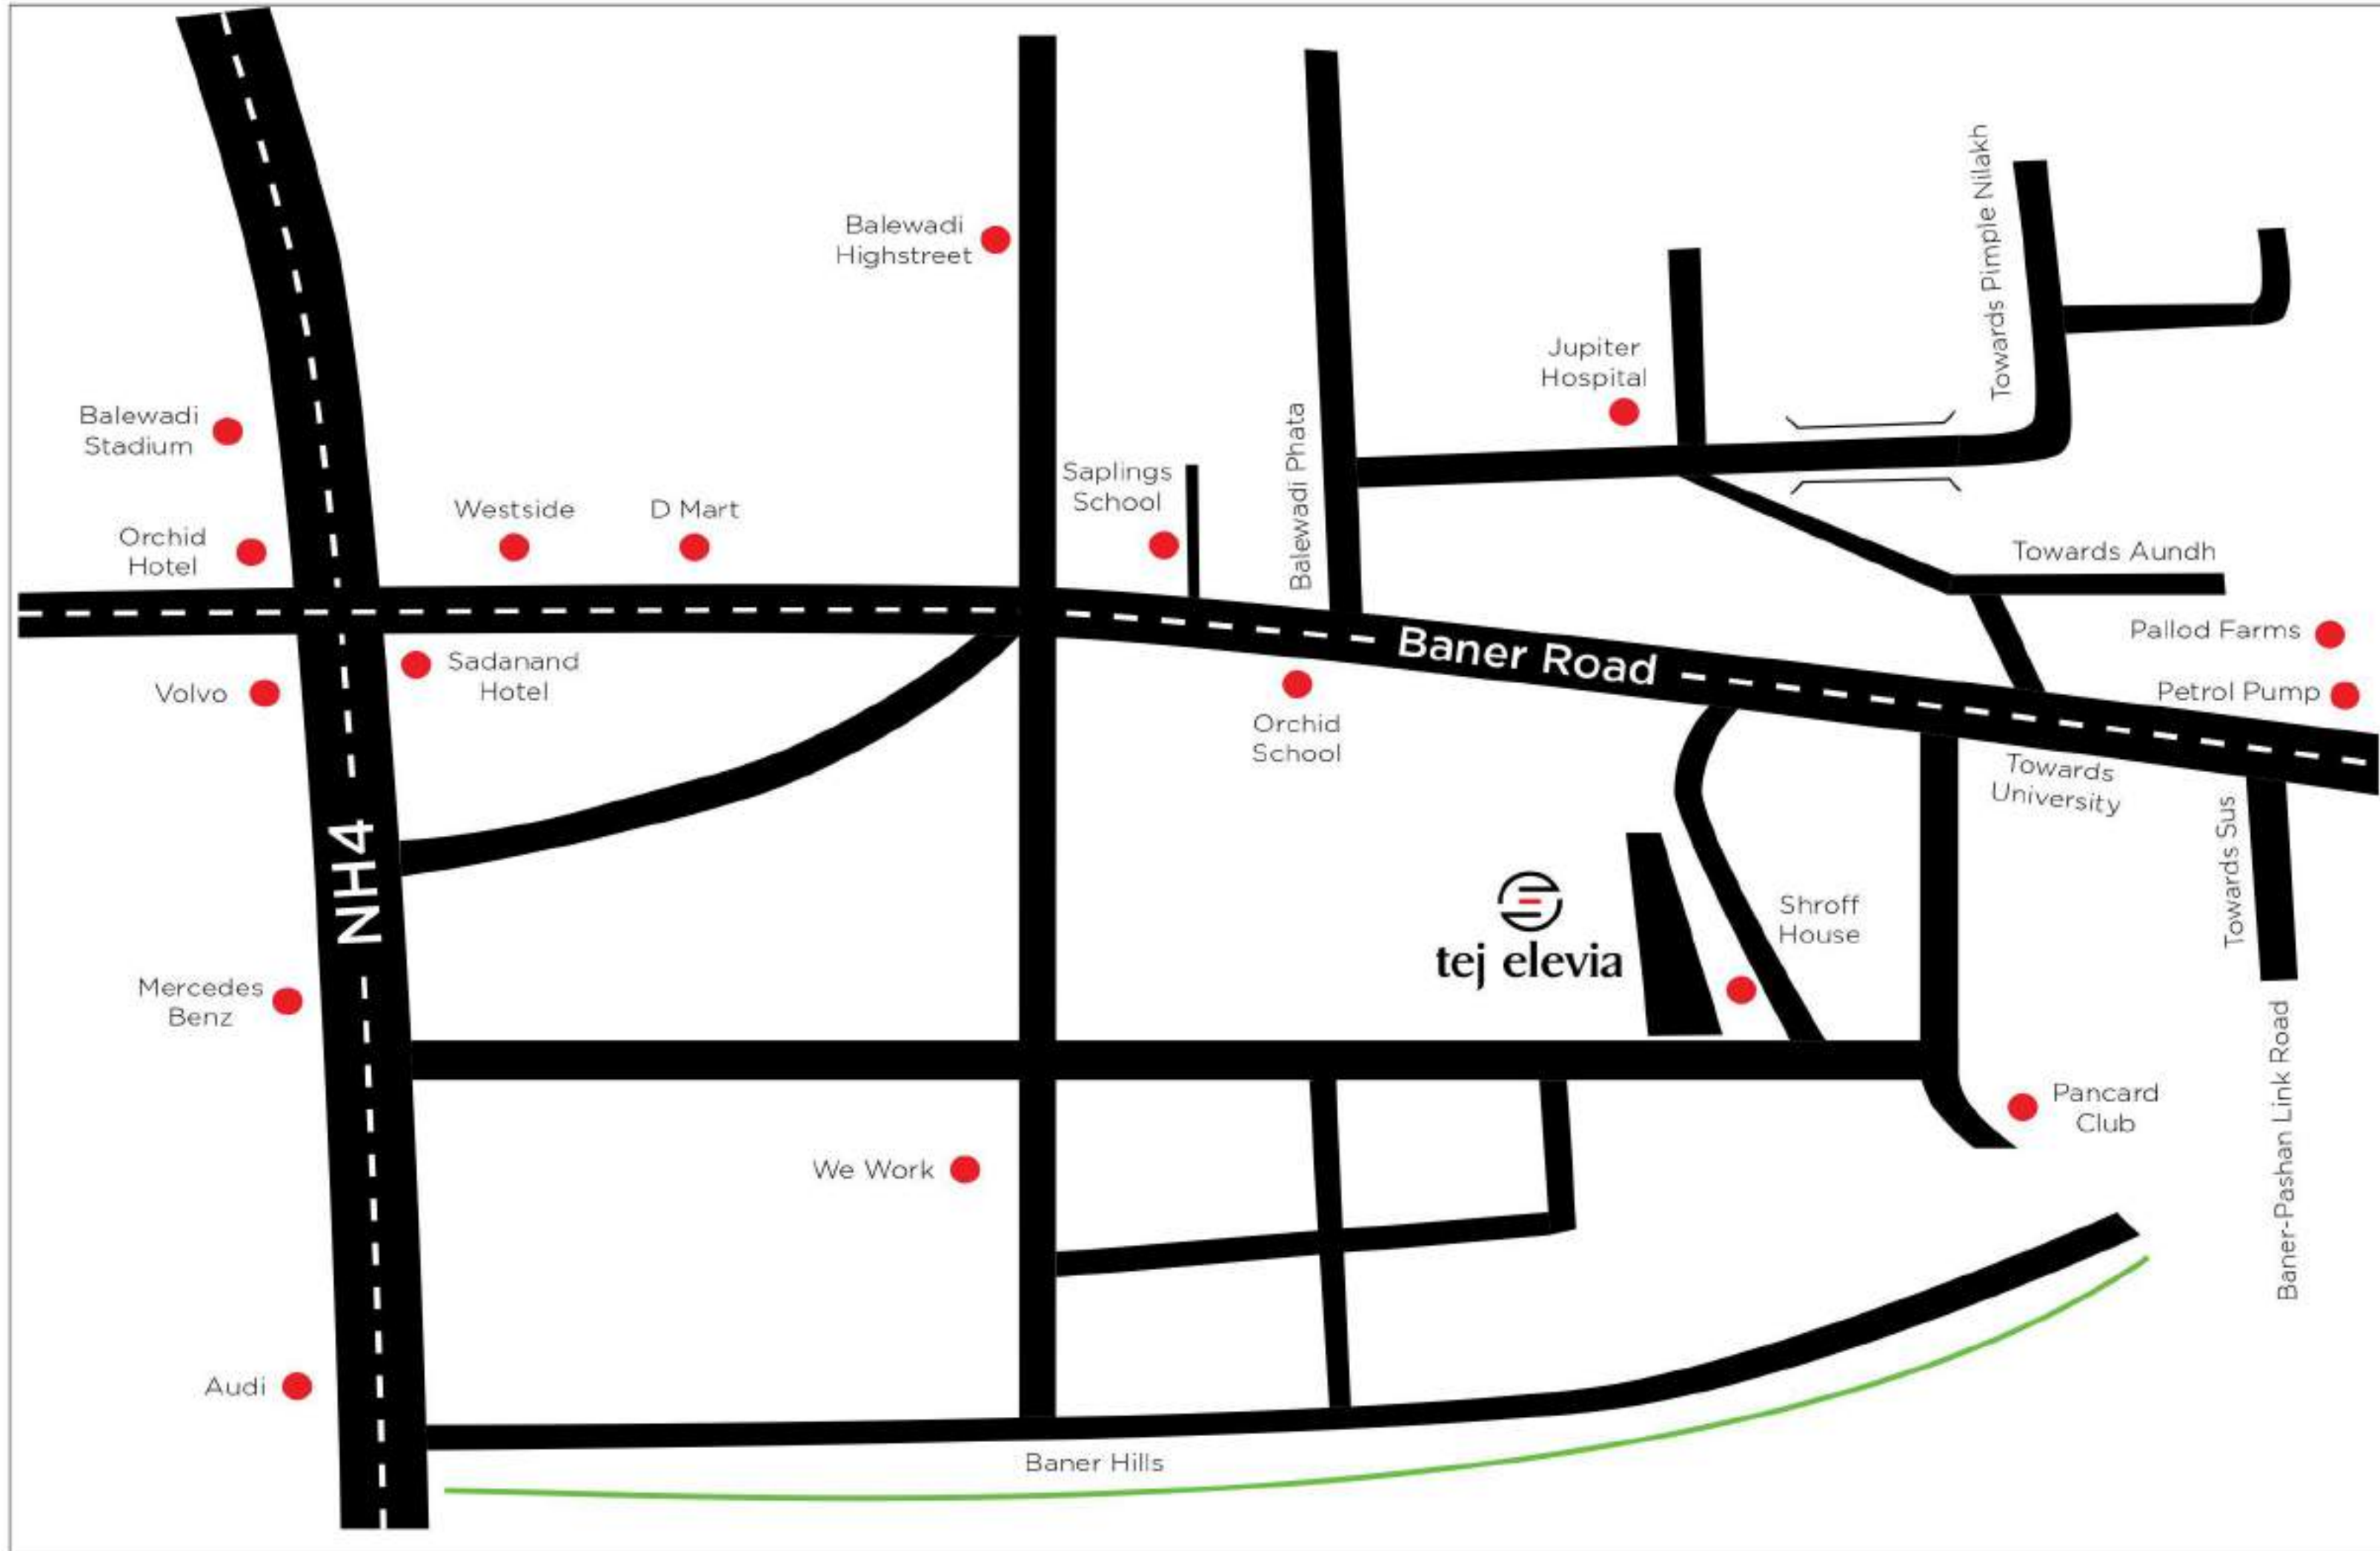 Towards Pimple Nilakh
Balewadi
Highstreet
Jupiter
Hospital
Balewadi
Stadium
Balewadi Phata
Saplings
School
Westside
D Mart
Orchid
Hotel
Towards Aundh
Pallod Farms
Baner Road
Sadanand
Hotel
Volvo
Petrol Pump
Orchid
School
Towards
University
Towards Sus
NH4
Shroff
House
tej elevia
Mercedes
Benz
Baner-Pashan Link Road
Pancard
Club
We Work
Audi
Baner Hills